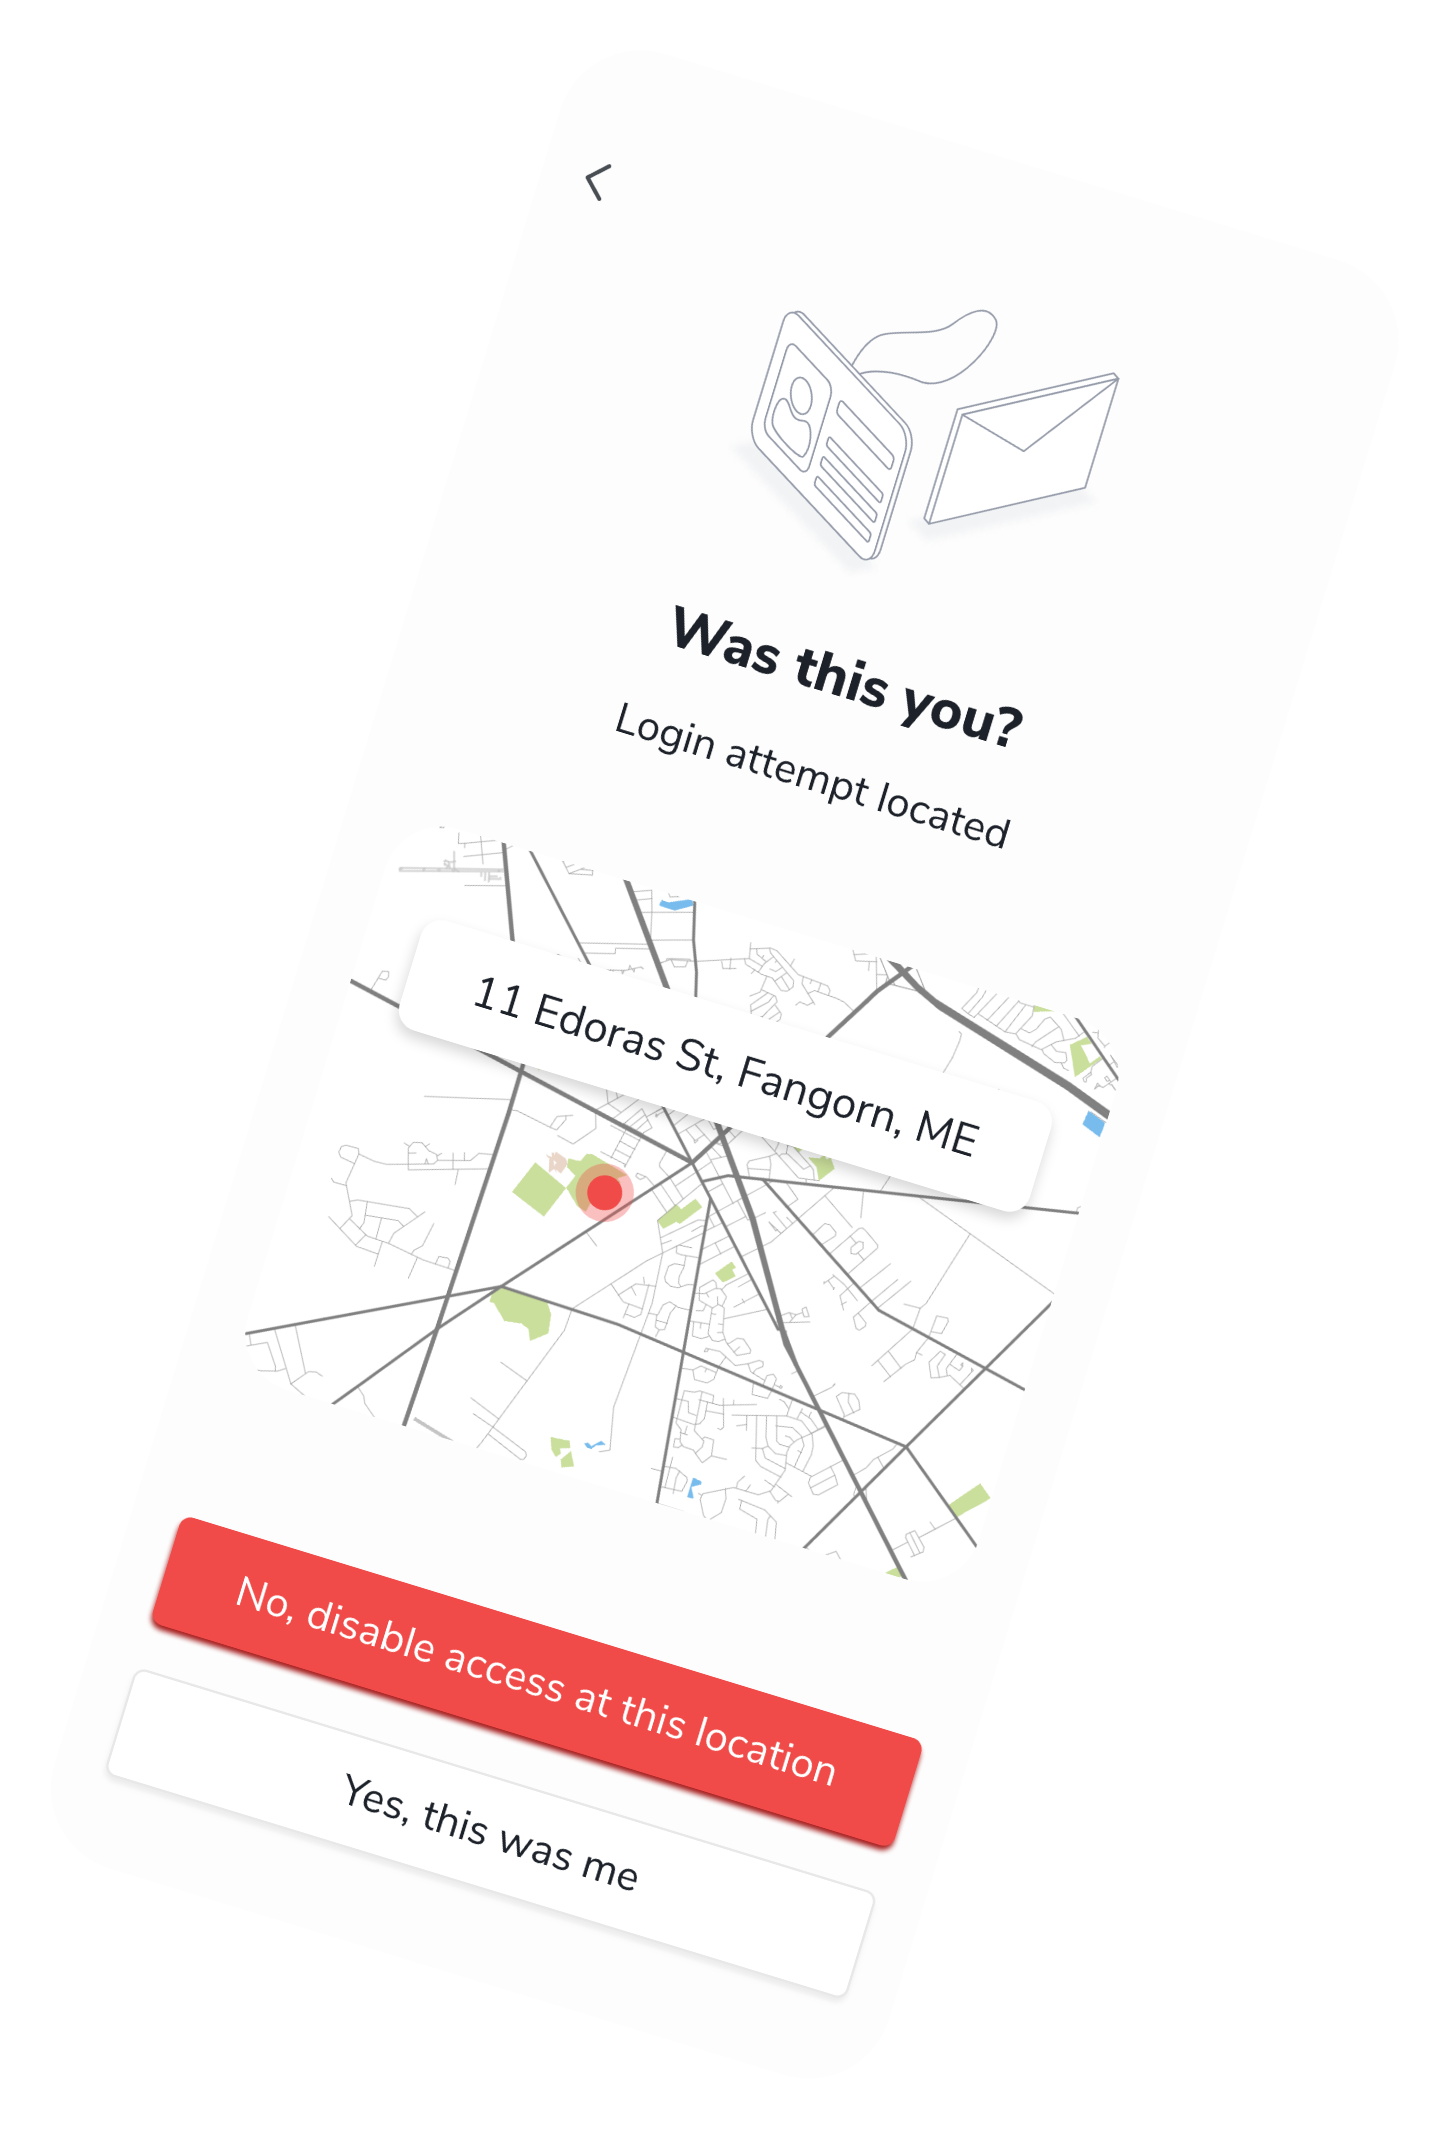 Was this you?
Login attempt located
11 Edoras St, Fangorn, ME
No, disable access at this location
Yes, this was me